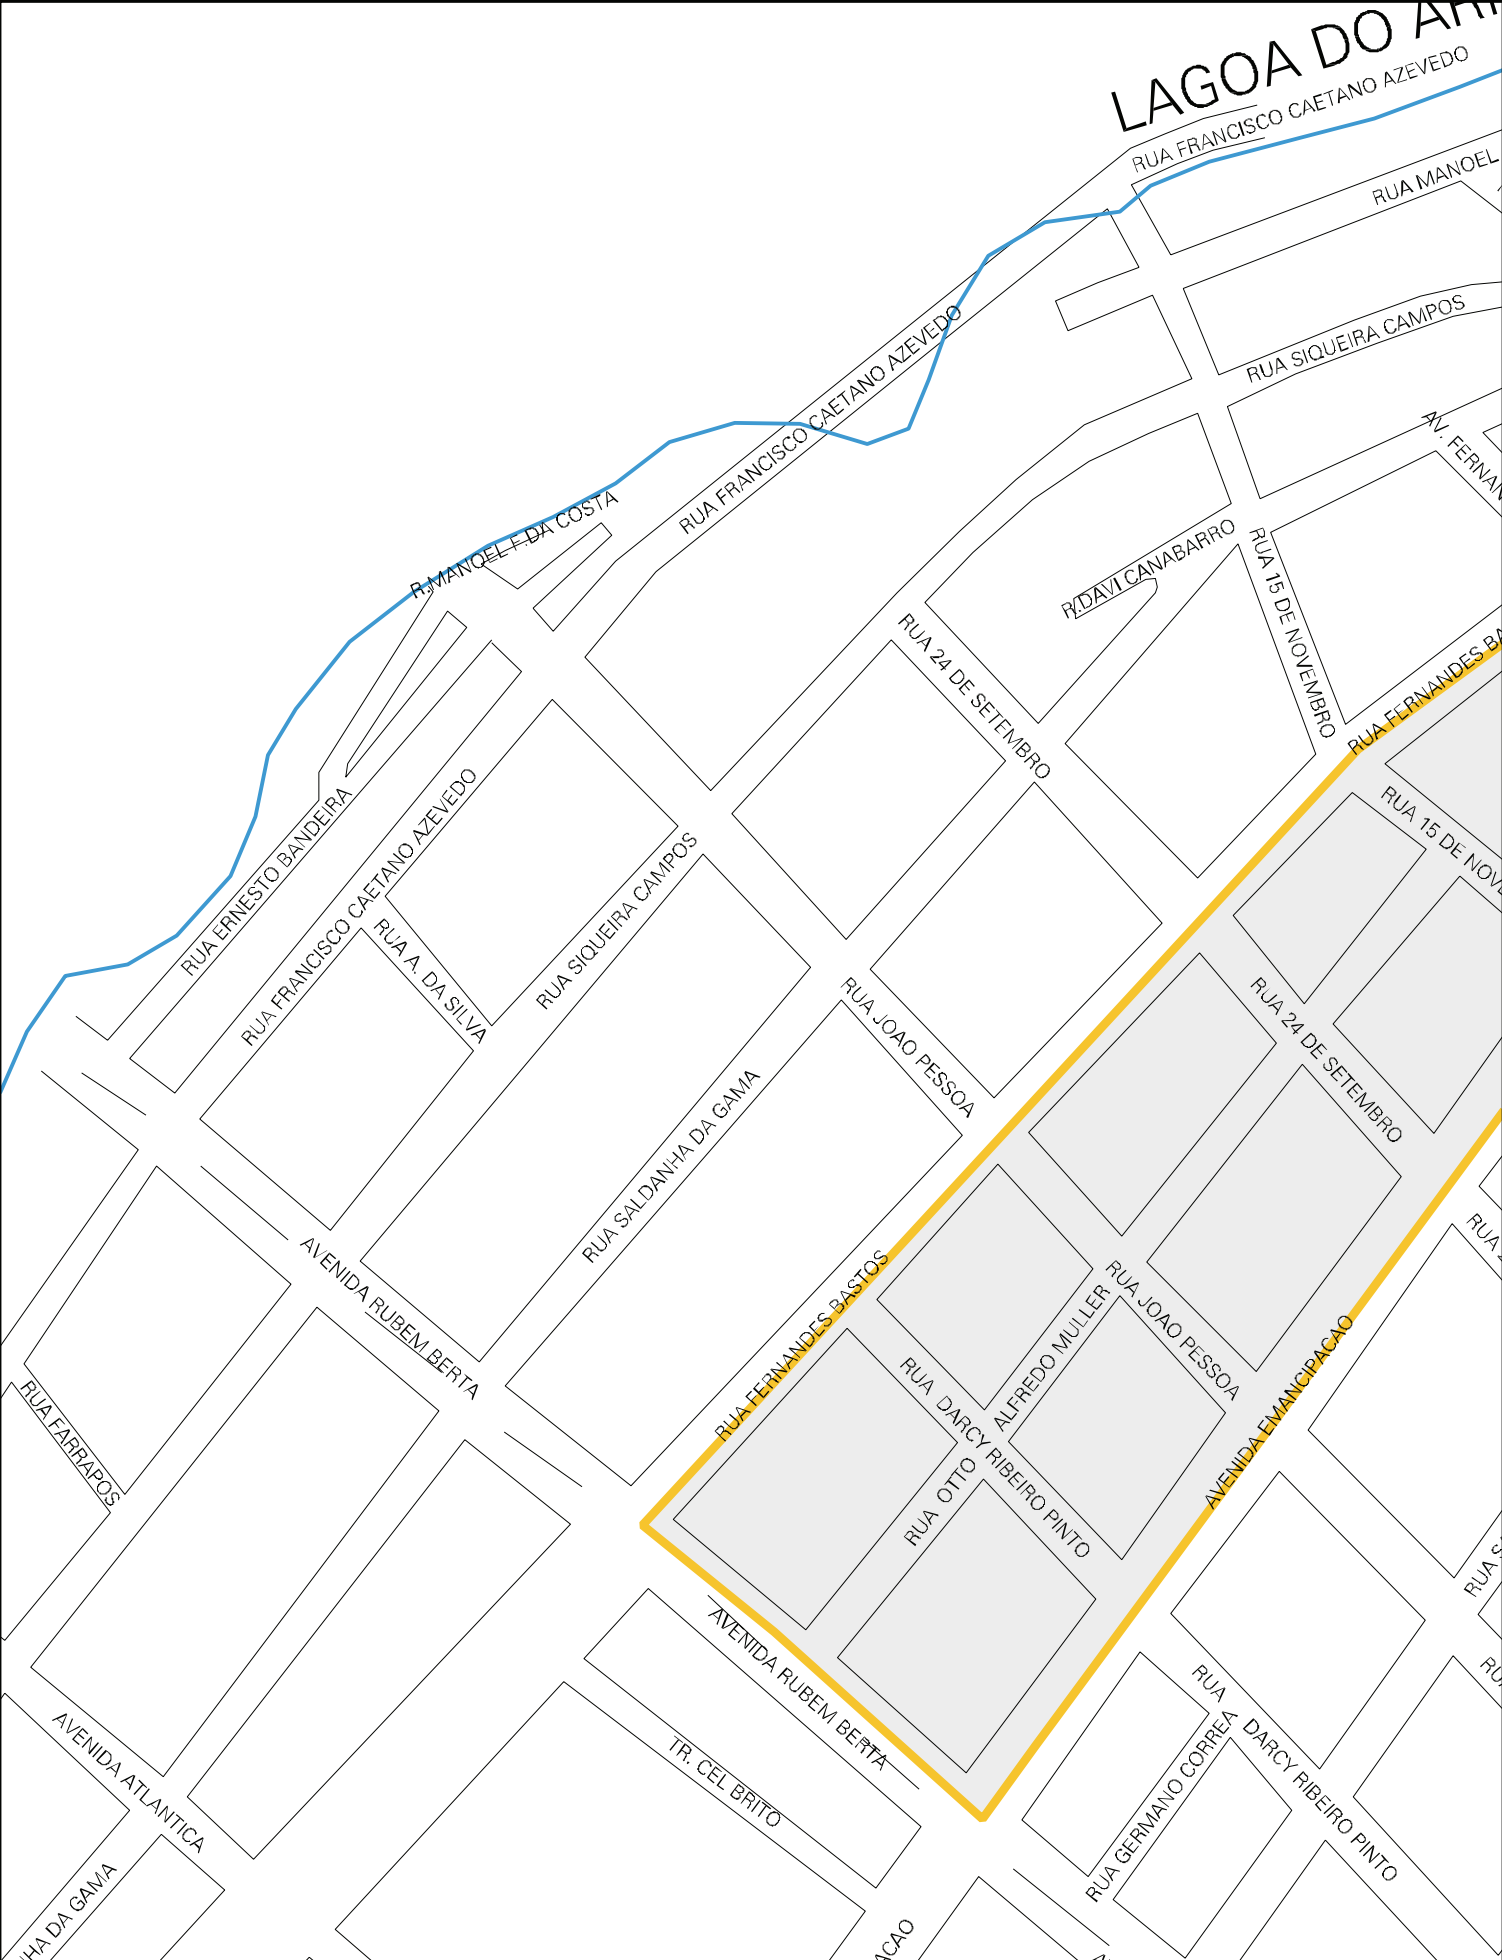 LAGOA DO
RUA FRANCISCO CAETANO AZEVEDO
RUA MANOEL
RUA SIQUEIRA CAMPOS
RUA FRANCISCO CAETANO AZEVEDO
AV. FERNAN
R.MANOEL F.DA COSTA
R.DAVI CANABARRO
RUA 15 DE NOVEMBRO
RUA 24 DE SETEMBRO
RUA FERNANDES BA
RUA ERNESTO BANDEIRA
RUA FRANCISCO CAETANO AZEVEDO
RUA SIQUEIRA CAMPOS
RUA 15 DE NOVE
RUA A. DA SILVA
RUA JOAO PESSOA
RUA 24 DE SETEMBRO
RUA SALDANHA DA GAMA
AVENIDA RUBEM BERTA
RUA FERNANDES BASTOS
RUA JOAO PESSOA
RUA OTTO ALFREDO MULLER
RUA DARCY RIBEIRO PINTO
AVENIDA EMANCIPACAO
RUA 2
RUA FARRAPOS
RUA S
AVENIDA RUBEM BERTA
AVENIDA ATLANTICA
TR. CEL BRITO
RUA DARCY RIBEIRO PINTO
RUA GERMANO CORREA
HA DA GAMA
ACAO